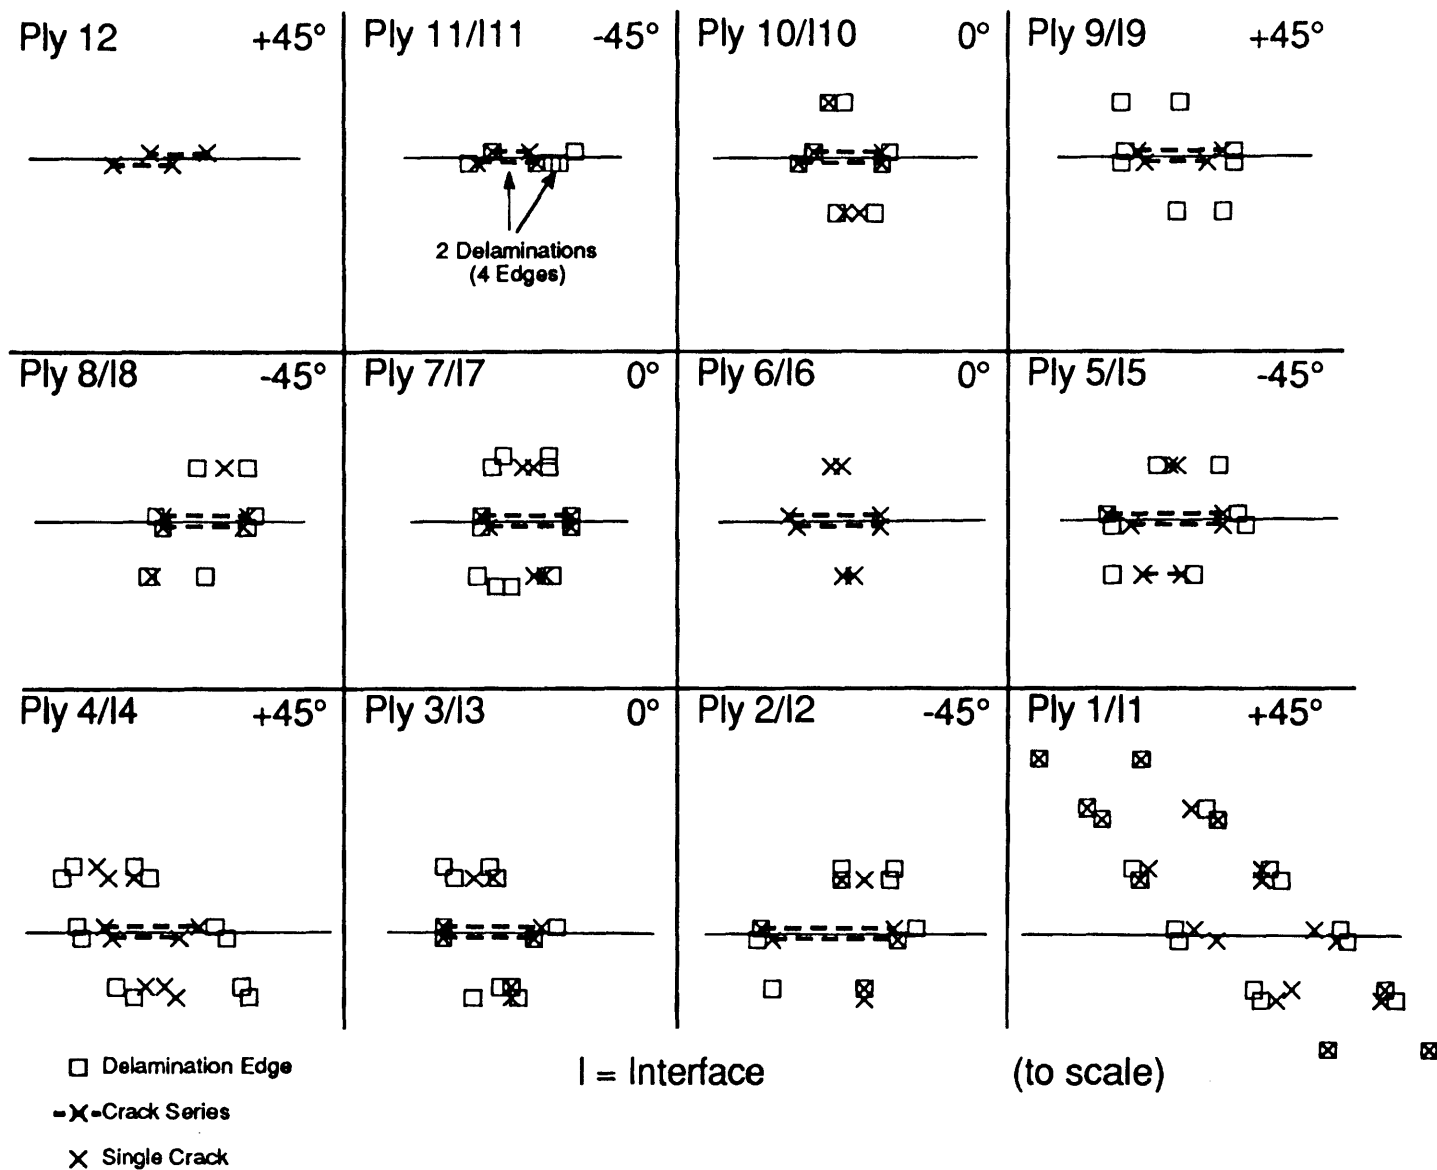 Ply 12 +45°
Ply 11/I11 -45°
Ply 10/I10 0°
Ply 9/I9 +45°
2 Delaminations
(4 Edges)
Ply 8/I8 -45°
Ply 7/I7 0°
Ply 6/I6 0°
Ply 5/I5 -45°
Ply 4/I4 +45°
Ply 3/I3 0°
Ply 2/I2 -45°
Ply 1/I1 +45°
Delamination Edge
I = Interface
(to scale)
Crack Series
Single Crack